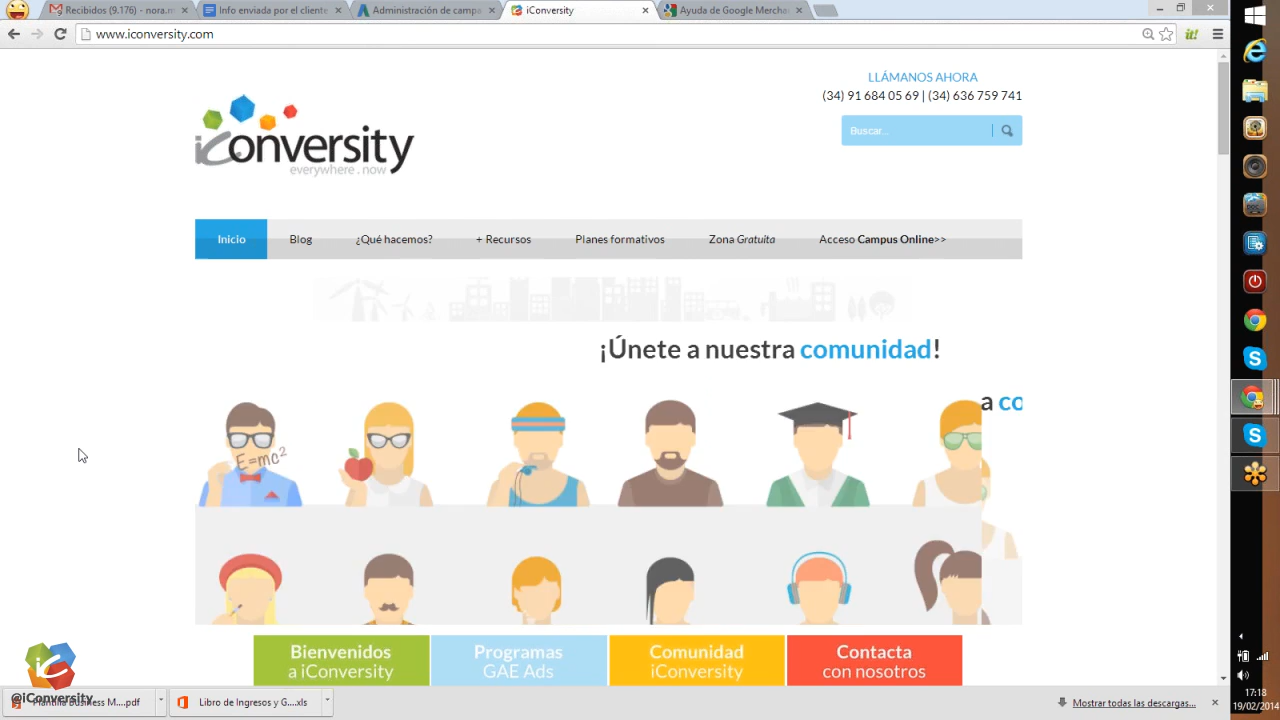 Recibidos (9.176) - nora.m
Info enviada por el cliente
Administración de campa
iConversity
Ayuda de Google Mercha
www.iconversity.com
it!
LLÁMANOS AHORA
(34) 91 684 05 69 | (34) 636 759 741
Buscar...
iConversity
everywhere . now
Inicio
Blog
¿Qué hacemos?
+ Recursos
Planes formativos
Zona Gratuita
Acceso Campus Online>>
¡Únete a nuestra comunidad!
a co
E=mc²
Bienvenidos
a iConversity
Programas
GAE Ads
Comunidad
iConversity
Contacta
con nosotros
@iConversity
Plantilla Business M....pdf
Libro de Ingresos y G....xls
Mostrar todas las descargas...
17:18
19/02/2014